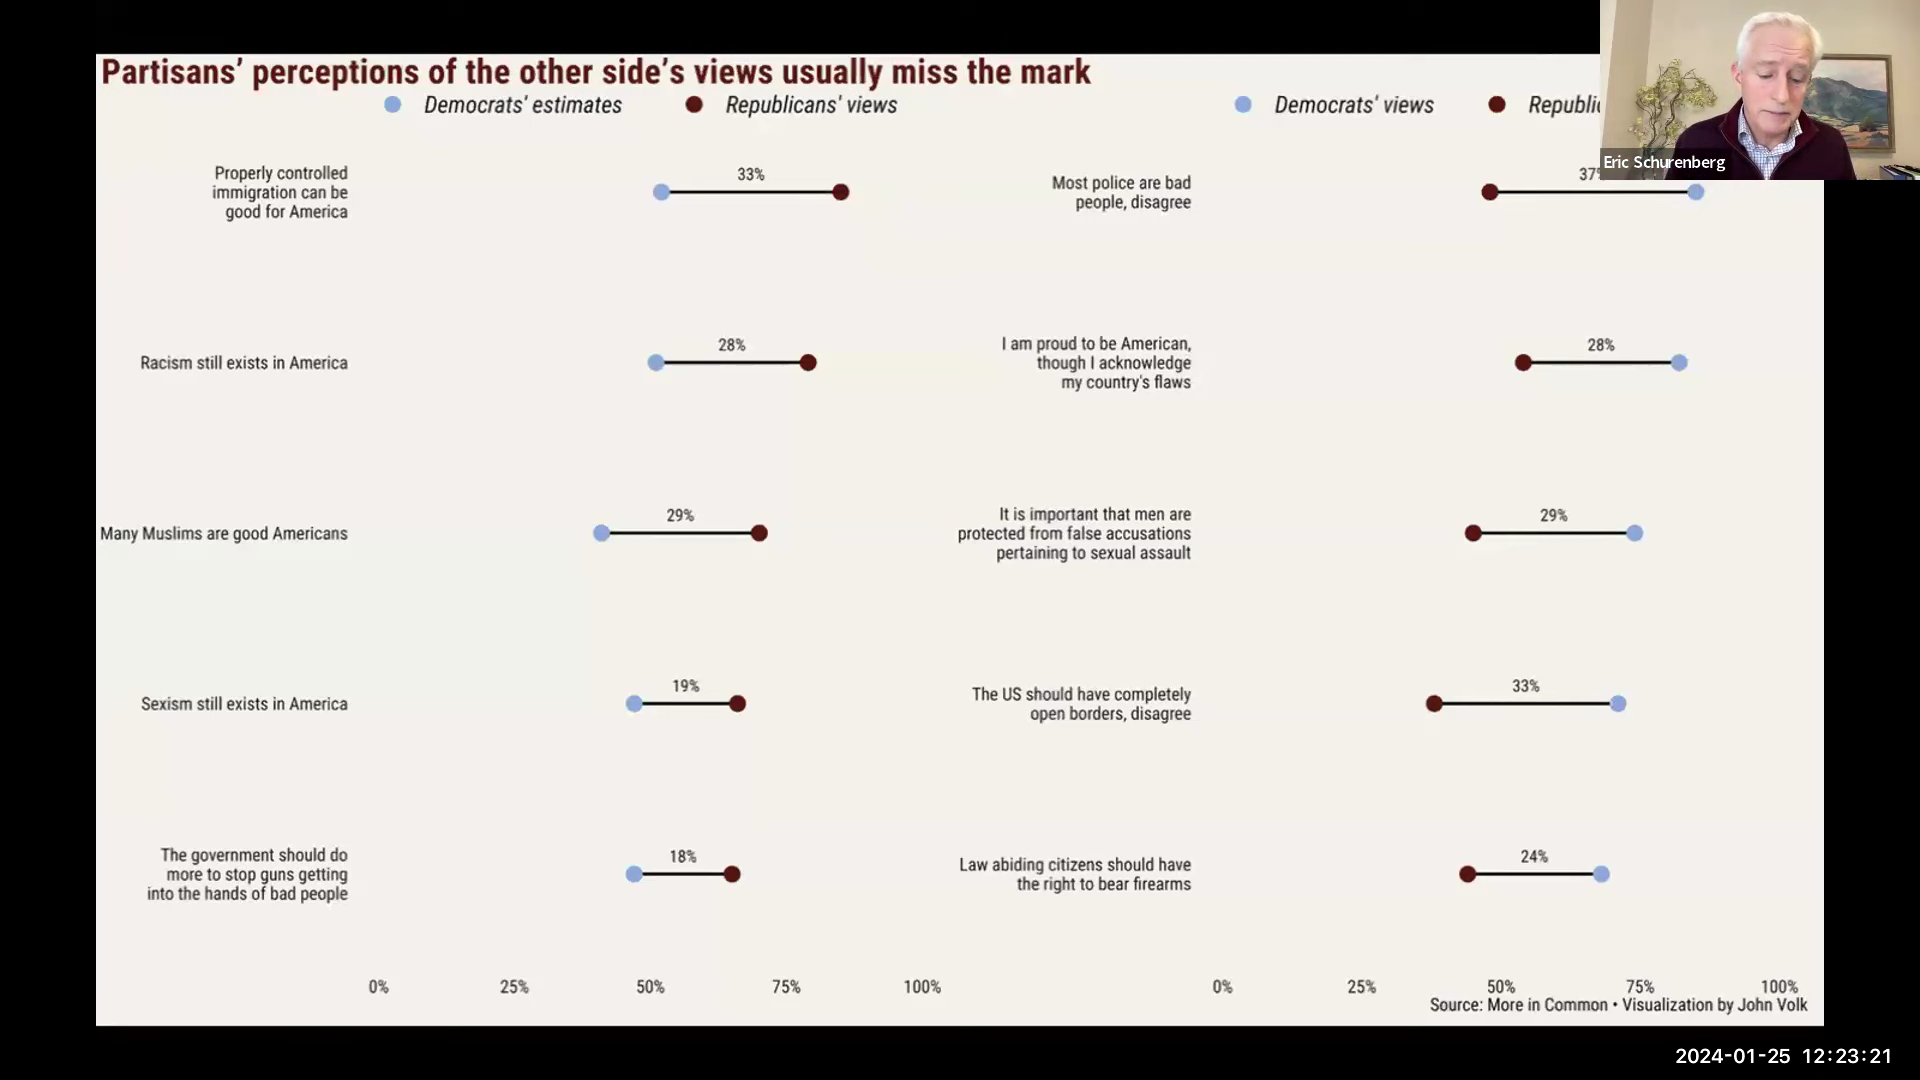 Partisans’ perceptions of the other side’s views usually miss the mark
Democrats' estimates
Republicans' views
Properly controlled
immigration can be
good for America
33%
Racism still exists in America
28%
Many Muslims are good Americans
29%
Sexism still exists in America
19%
The government should do
more to stop guns getting
into the hands of bad people
18%
0% 25% 50% 75% 100%
Democrats' views
Most police are bad
people, disagree
I am proud to be American,
though I acknowledge
my country's flaws
28%
It is important that men are
protected from false accusations
pertaining to sexual assault
29%
The US should have completely
open borders, disagree
33%
Law abiding citizens should have
the right to bear firearms
24%
0% 25% 50% 75% 100%
Source: More in Common • Visualization by John Volk
Eric Schurenberg
2024-01-25 12:23:21